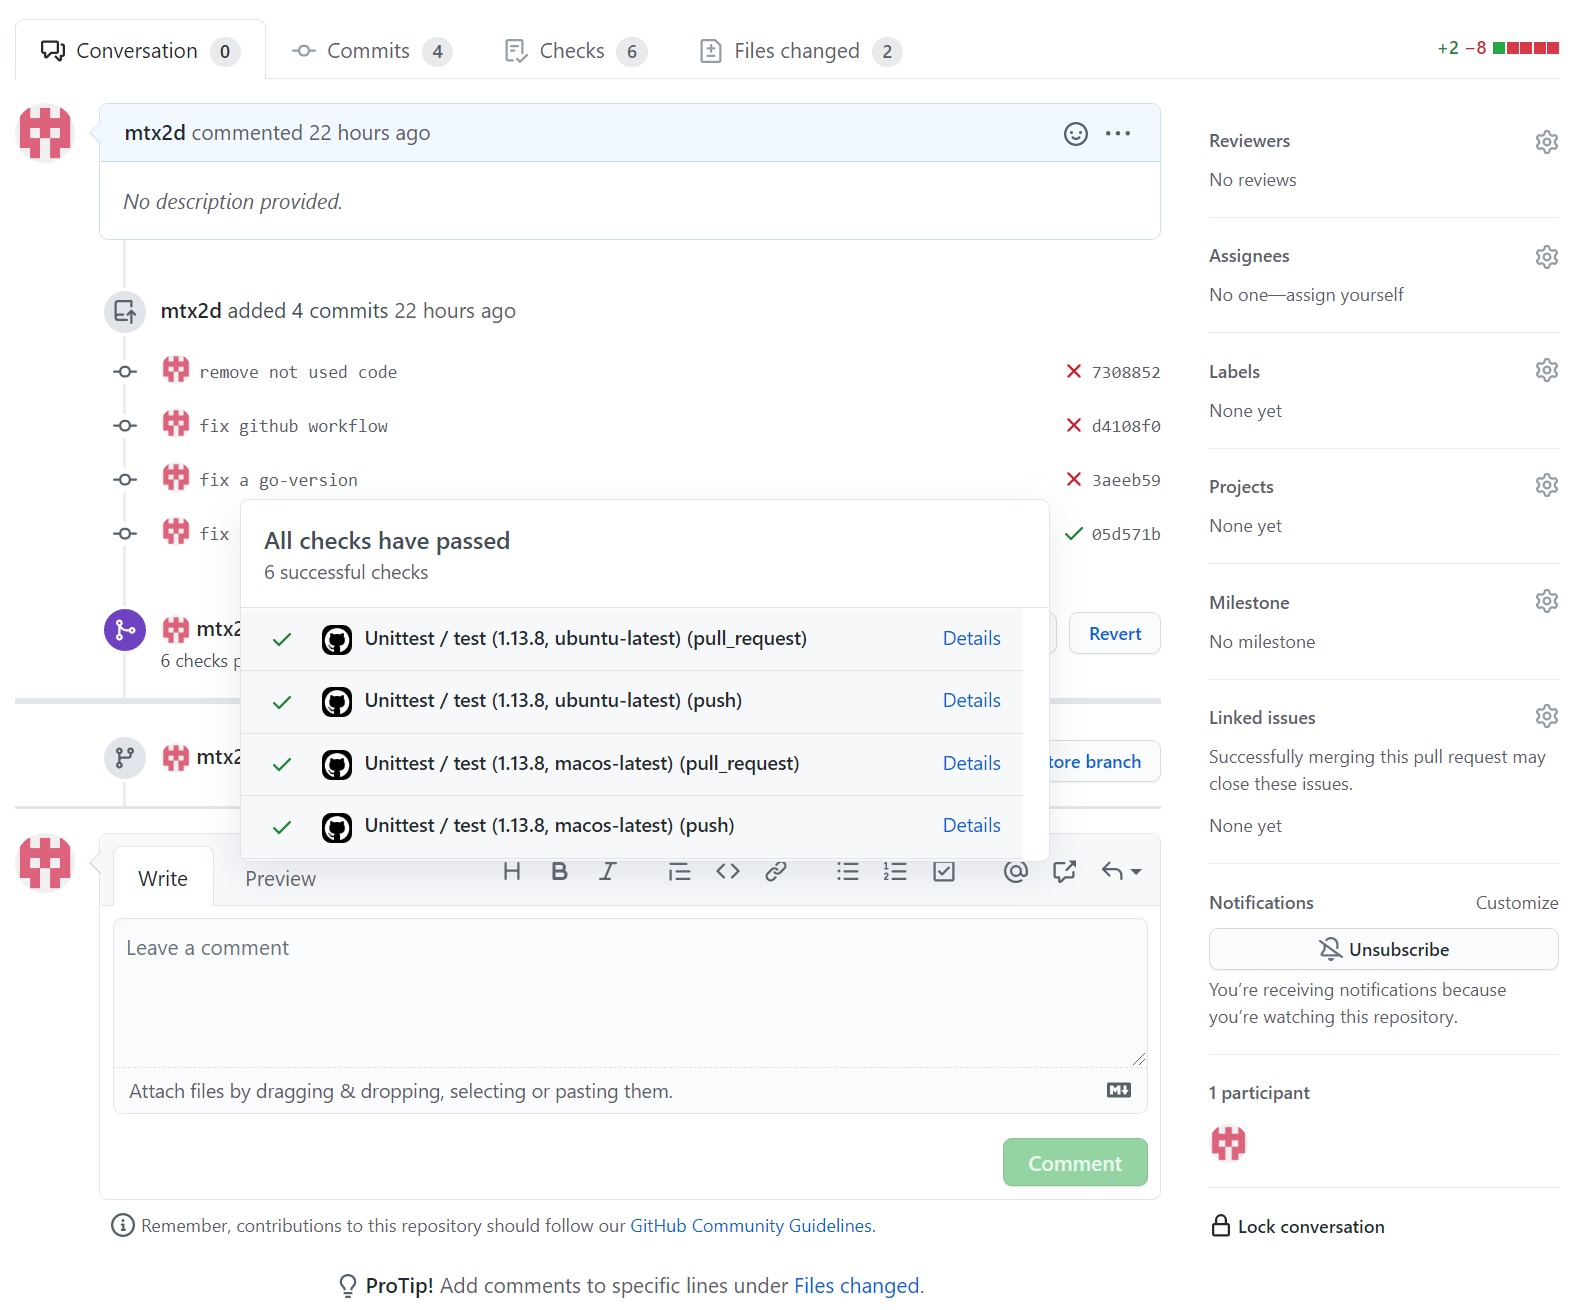 Conversation 0 Commits 4 Checks 6 Files changed 2 +2 −8
mtx2d commented 22 hours ago
No description provided.
mtx2d added 4 commits 22 hours ago
remove not used code 7308852
fix github workflow d4108f0
fix a go-version 3aeeb59
fix 05d571b
All checks have passed
6 successful checks
Unittest / test (1.13.8, ubuntu-latest) (pull_request) Details
Unittest / test (1.13.8, ubuntu-latest) (push) Details
Unittest / test (1.13.8, macos-latest) (pull_request) Details
Unittest / test (1.13.8, macos-latest) (push) Details
Revert
6 checks
Write Preview H B I
Leave a comment
Attach files by dragging & dropping, selecting or pasting them.
Comment
Remember, contributions to this repository should follow our GitHub Community Guidelines.
ProTip! Add comments to specific lines under Files changed.
Reviewers
No reviews
Assignees
No one—assign yourself
Labels
None yet
Projects
None yet
Milestone
No milestone
Linked issues
Successfully merging this pull request may
close these issues.
None yet
Notifications Customize
Unsubscribe
You’re receiving notifications because
you’re watching this repository.
1 participant
Lock conversation